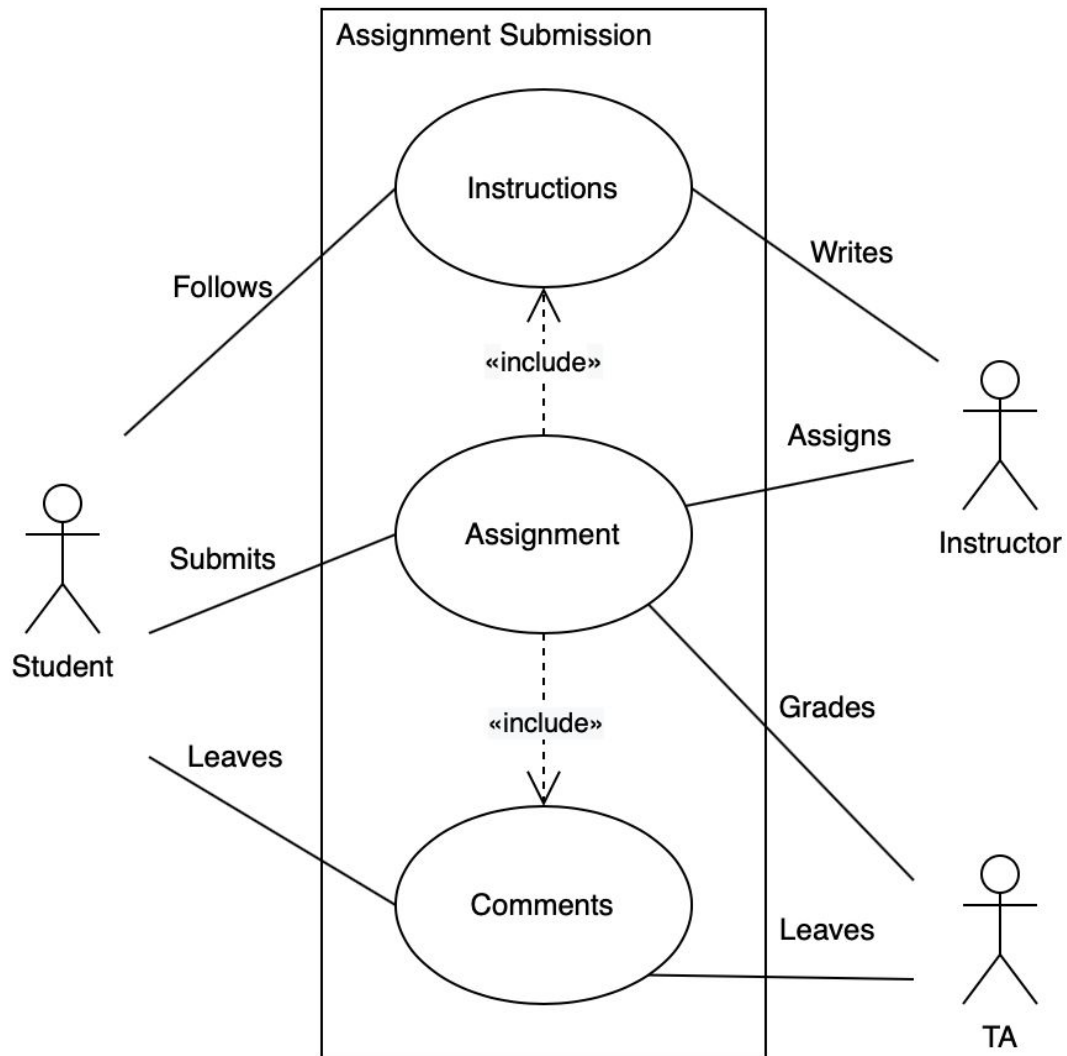 Assignment Submission
Instructions
Writes
Follows
«include»
Assigns
Assignment
Instructor
Submits
Student
Grades
«include»
Leaves
Comments
Leaves
TA